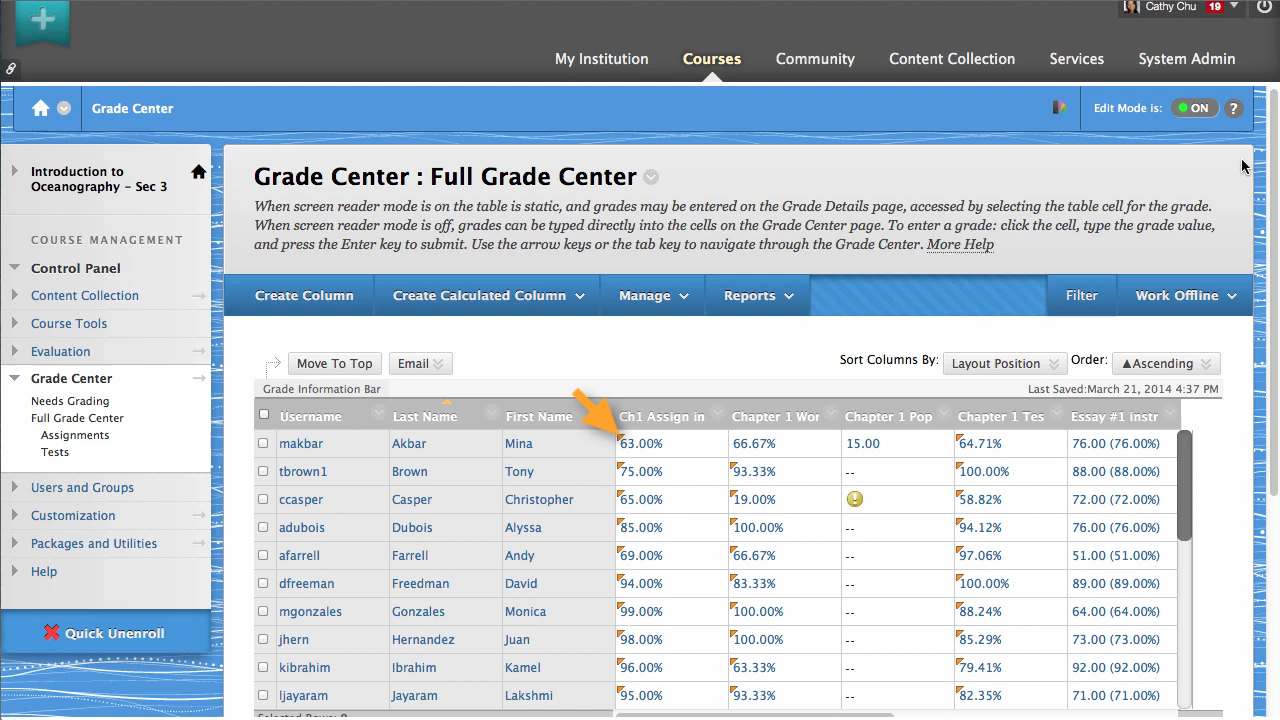 Cathy Chu 19
My Institution Courses Community Content Collection Services System Admin
Grade Center Edit Mode is: ON ?
Introduction to
Oceanography - Sec 3
COURSE MANAGEMENT
Control Panel
Content Collection
Course Tools
Evaluation
Grade Center
Needs Grading
Full Grade Center
Assignments
Tests
Users and Groups
Customization
Packages and Utilities
Help
Quick Unenroll
Grade Center : Full Grade Center
When screen reader mode is on the table is static, and grades may be entered on the Grade Details page, accessed by selecting the table cell for the grade.
When screen reader mode is off, grades can be typed directly into the cells on the Grade Center page. To enter a grade: click the cell, type the grade value,
and press the Enter key to submit. Use the arrow keys or the tab key to navigate through the Grade Center. More Help
Create Column Create Calculated Column Manage Reports Filter Work Offline
Move To Top Email Sort Columns By: Layout Position Order: ▲Ascending
Grade Information Bar Last Saved:March 21, 2014 4:37 PM
Username Last Name First Name Ch1 Assign in Chapter 1 Wor Chapter 1 Pop Chapter 1 Tes Essay #1 instr
makbar Akbar Mina 63.00% 66.67% 15.00 64.71% 76.00 (76.00%)
tbrown1 Brown Tony 75.00% 93.33% -- 100.00% 88.00 (88.00%)
ccasper Casper Christopher 65.00% 19.00% ! 58.82% 72.00 (72.00%)
adubois Dubois Alyssa 85.00% 100.00% -- 94.12% 76.00 (76.00%)
afarrell Farrell Andy 69.00% 66.67% -- 97.06% 51.00 (51.00%)
dfreeman Freedman David 94.00% 83.33% -- 100.00% 89.00 (89.00%)
mgonzales Gonzales Monica 99.00% 100.00% -- 88.24% 64.00 (64.00%)
jhern Hernandez Juan 98.00% 100.00% -- 85.29% 73.00 (73.00%)
kibrahim Ibrahim Kamel 96.00% 63.33% -- 79.41% 92.00 (92.00%)
ljayaram Jayaram Lakshmi 95.00% 93.33% -- 82.35% 71.00 (71.00%)
Selected Rows: 0